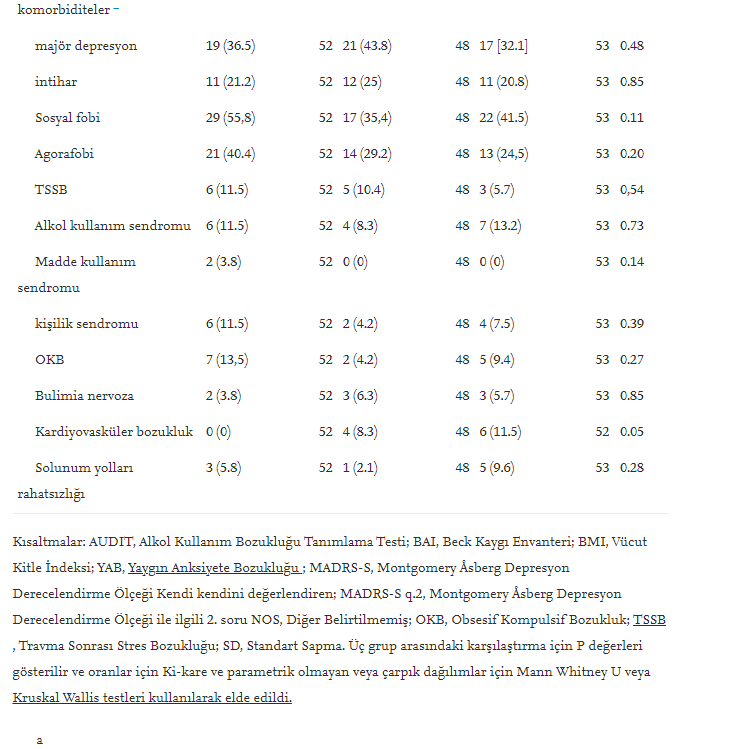 komorbiditeler –
majör depresyon 19 (36.5) 52 21 (43.8) 48 17 [32.1] 53 0.48
intihar 11 (21.2) 52 12 (25) 48 11 (20.8) 53 0.85
Sosyal fobi 29 (55,8) 52 17 (35,4) 48 22 (41.5) 53 0.11
Agorafobi 21 (40.4) 52 14 (29.2) 48 13 (24,5) 53 0.20
TSSB 6 (11.5) 52 5 (10.4) 48 3 (5.7) 53 0,54
Alkol kullanım sendromu 6 (11.5) 52 4 (8.3) 48 7 (13.2) 53 0.73
Madde kullanım 2 (3.8) 52 0 (0) 48 0 (0) 53 0.14
sendromu
kişilik sendromu 6 (11.5) 52 2 (4.2) 48 4 (7.5) 53 0.39
OKB 7 (13,5) 52 2 (4.2) 48 5 (9.4) 53 0.27
Bulimia nervoza 2 (3.8) 52 3 (6.3) 48 3 (5.7) 53 0.85
Kardiyovasküler bozukluk 0 (0) 52 4 (8.3) 48 6 (11.5) 52 0.05
Solunum yolları 3 (5.8) 52 1 (2.1) 48 5 (9.6) 53 0.28
rahatsızlığı
Kısaltmalar: AUDIT, Alkol Kullanım Bozukluğu Tanımlama Testi; BAI, Beck Kaygı Envanteri; BMI, Vücut
Kitle İndeksi; YAB, Yaygın Anksiyete Bozukluğu ; MADRS-S, Montgomery Åsberg Depresyon
Derecelendirme Ölçeği Kendi kendini değerlendiren; MADRS-S q.2, Montgomery Åsberg Depresyon
Derecelendirme Ölçeği ile ilgili 2. soru NOS, Diğer Belirtilmemiş; OKB, Obsesif Kompulsif Bozukluk; TSSB
, Travma Sonrası Stres Bozukluğu; SD, Standart Sapma. Üç grup arasındaki karşılaştırma için P değerleri
gösterilir ve oranlar için Ki-kare ve parametrik olmayan veya çarpık dağılımlar için Mann Whitney U veya
Kruskal Wallis testleri kullanılarak elde edildi.
a